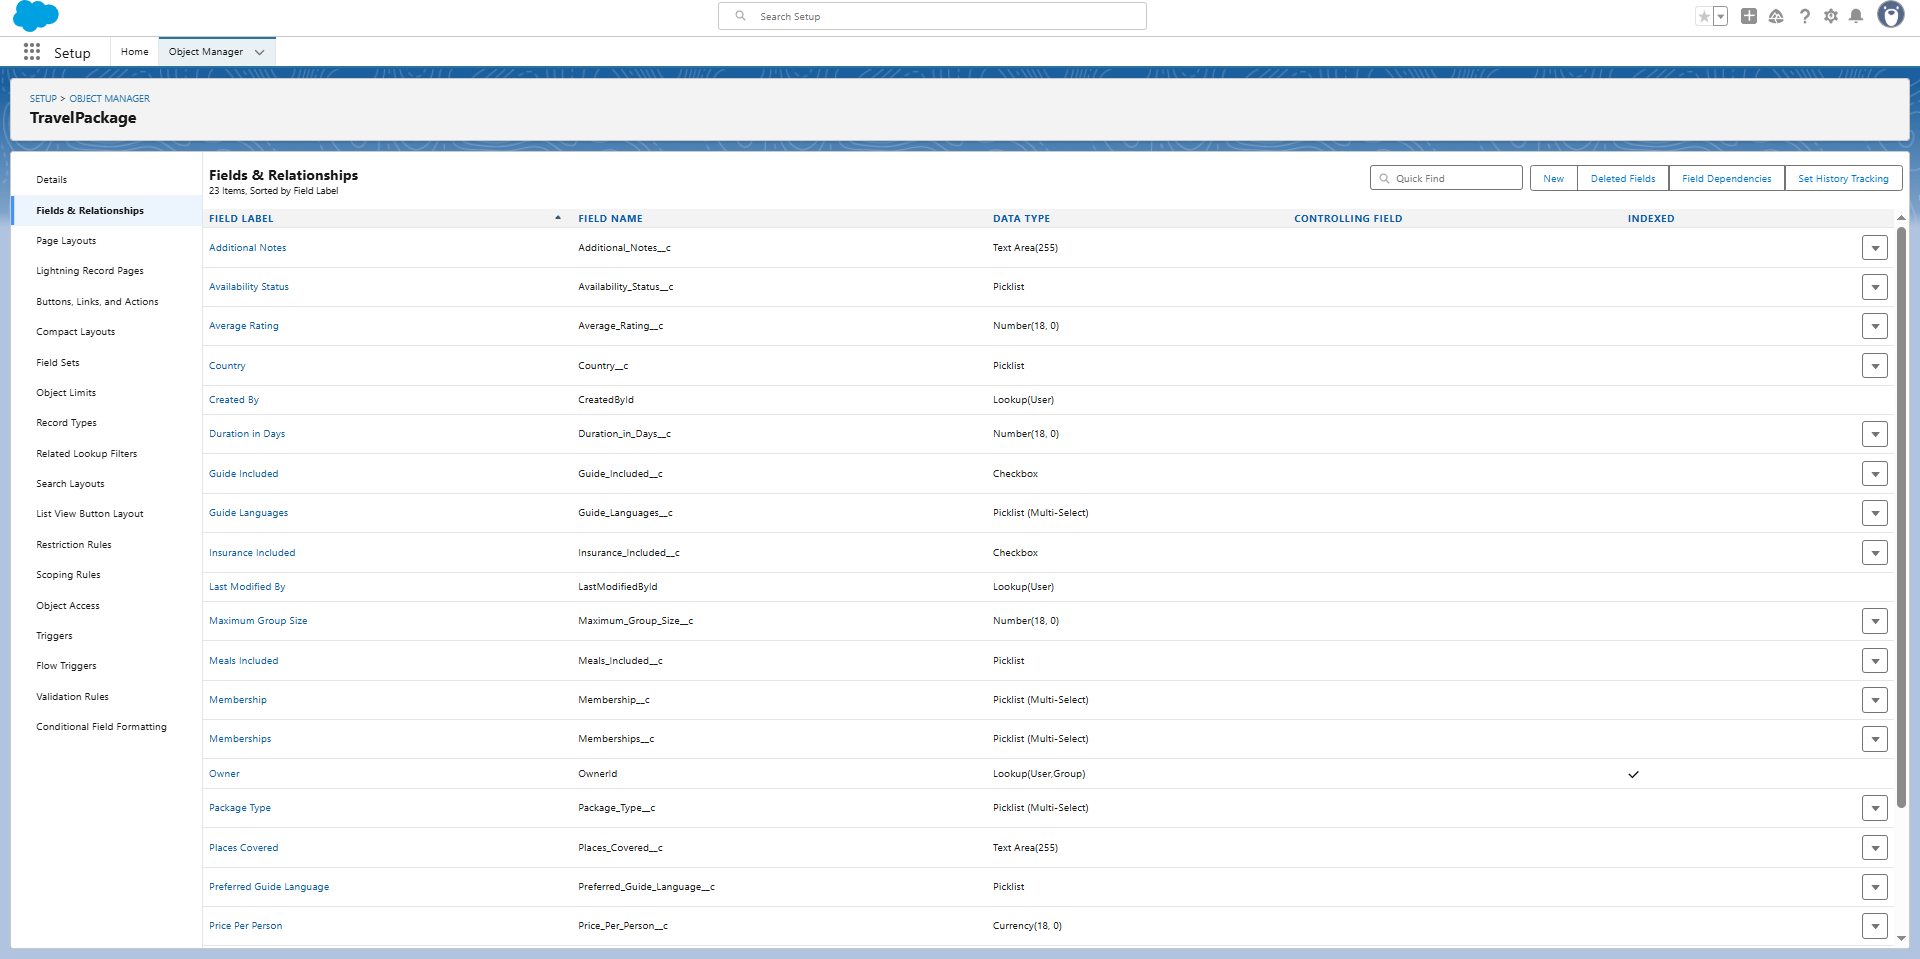 Search Setup
Setup
Home
Object Manager
SETUP > OBJECT MANAGER
TravelPackage
Details
Fields & Relationships
Page Layouts
Lightning Record Pages
Buttons, Links, and Actions
Compact Layouts
Field Sets
Object Limits
Record Types
Related Lookup Filters
Search Layouts
List View Button Layout
Restriction Rules
Scoping Rules
Object Access
Triggers
Flow Triggers
Validation Rules
Conditional Field Formatting
Fields & Relationships
23 Items, Sorted by Field Label
Quick Find
New
Deleted Fields
Field Dependencies
Set History Tracking
FIELD LABEL FIELD NAME DATA TYPE CONTROLLING FIELD INDEXED
Additional Notes Additional_Notes__c Text Area(255)
Availability Status Availability_Status__c Picklist
Average Rating Average_Rating__c Number(18, 0)
Country Country__c Picklist
Created By CreatedById Lookup(User)
Duration in Days Duration_in_Days__c Number(18, 0)
Guide Included Guide_Included__c Checkbox
Guide Languages Guide_Languages__c Picklist (Multi-Select)
Insurance Included Insurance_Included__c Checkbox
Last Modified By LastModifiedById Lookup(User)
Maximum Group Size Maximum_Group_Size__c Number(18, 0)
Meals Included Meals_Included__c Picklist
Membership Membership__c Picklist (Multi-Select)
Memberships Memberships__c Picklist (Multi-Select)
Owner OwnerId Lookup(User,Group)
Package Type Package_Type__c Picklist (Multi-Select)
Places Covered Places_Covered__c Text Area(255)
Preferred Guide Language Preferred_Guide_Language__c Picklist
Price Per Person Price_Per_Person__c Currency(18, 0)